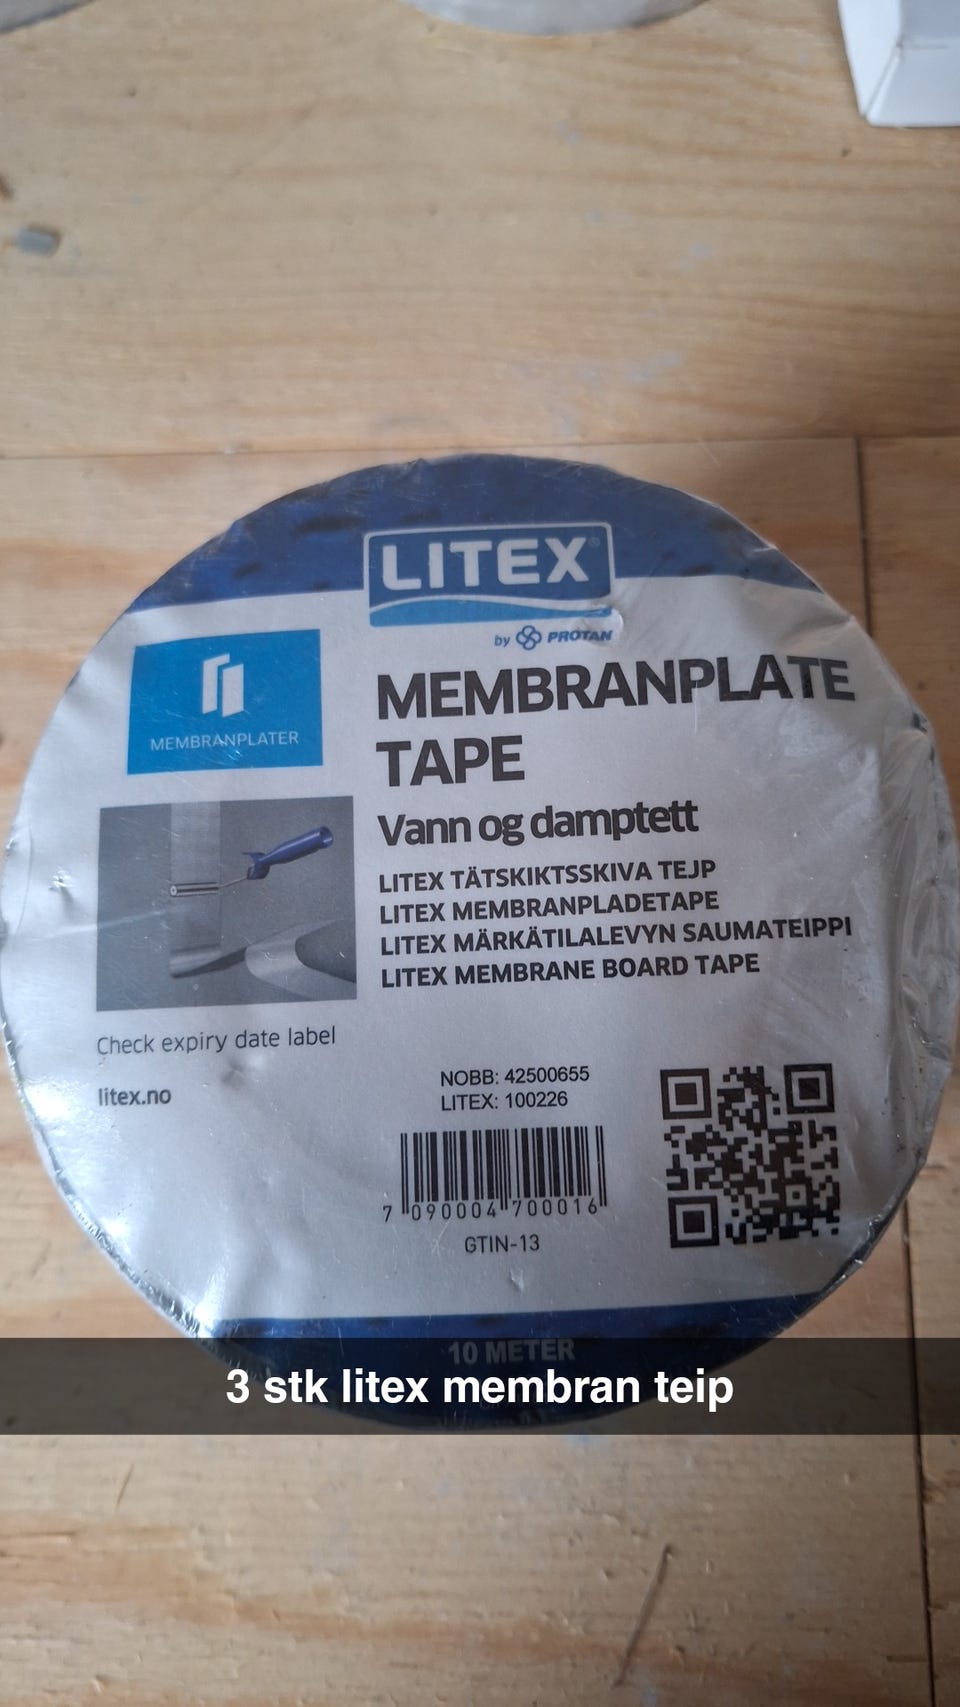 LITEX®
by PROTAN
MEMBRANPLATER
MEMBRANPLATE
TAPE
Vann og damptett
LITEX TÄTSKIKTSSKIVA TEJP
LITEX MEMBRANPLADETAPE
LITEX MÄRKÄTILALEVYN SAUMATEIPPI
LITEX MEMBRANE BOARD TAPE
Check expiry date label
litex.no
NOBB: 42500655
LITEX: 100226
7 090004 700016
GTIN-13
10 METER
3 stk litex membran teip